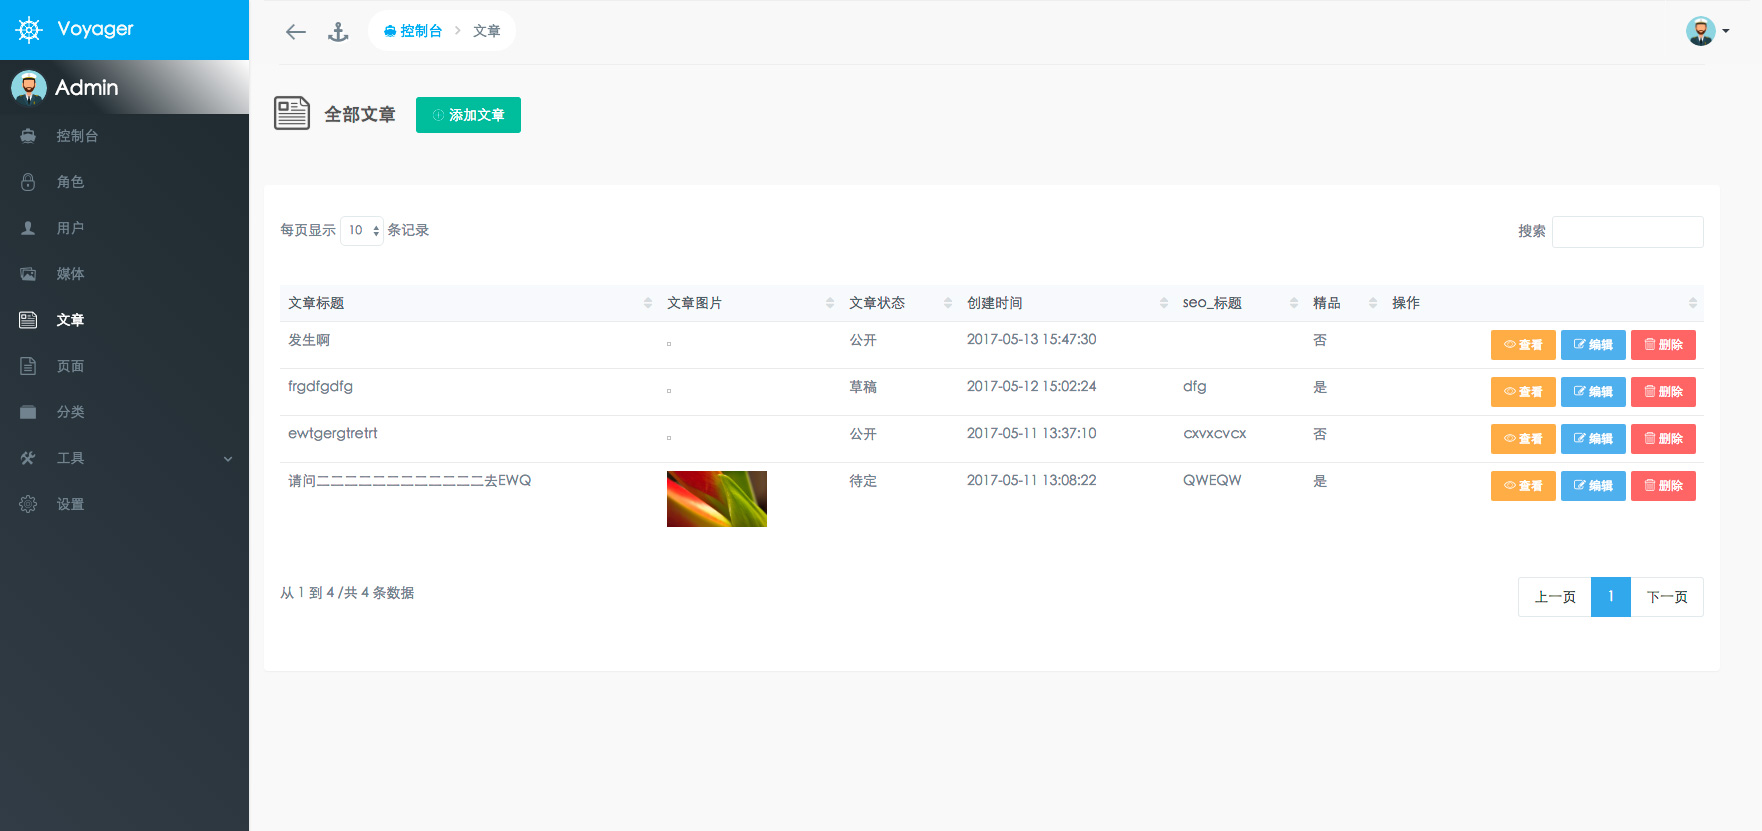 Voyager
Admin
控制台
角色
用户
媒体
文章
页面
分类
工具
设置
控制台 文章
全部文章 添加文章
每页显示 10 条记录 搜索
文章标题 文章图片 文章状态 创建时间 seo_标题 精品 操作
发生啊 公开 2017-05-13 15:47:30 否 查看 编辑 删除
frgdfgdfg 草稿 2017-05-12 15:02:24 dfg 是 查看 编辑 删除
ewtgergtretrt 公开 2017-05-11 13:37:10 cxvxcvcx 否 查看 编辑 删除
请问二二二二二二二二二二二二去EWQ 待定 2017-05-11 13:08:22 QWEQW 是 查看 编辑 删除
从 1 到 4 /共 4 条数据 上一页 1 下一页